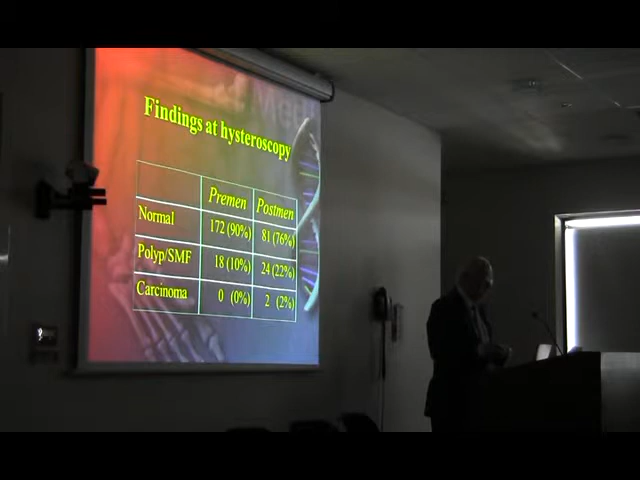 Findings at hysteroscopy
Premen Postmen
Normal 172 (90%) 81 (76%)
Polyp/SMF 18 (10%) 24 (22%)
Carcinoma 0 (0%) 2 (2%)